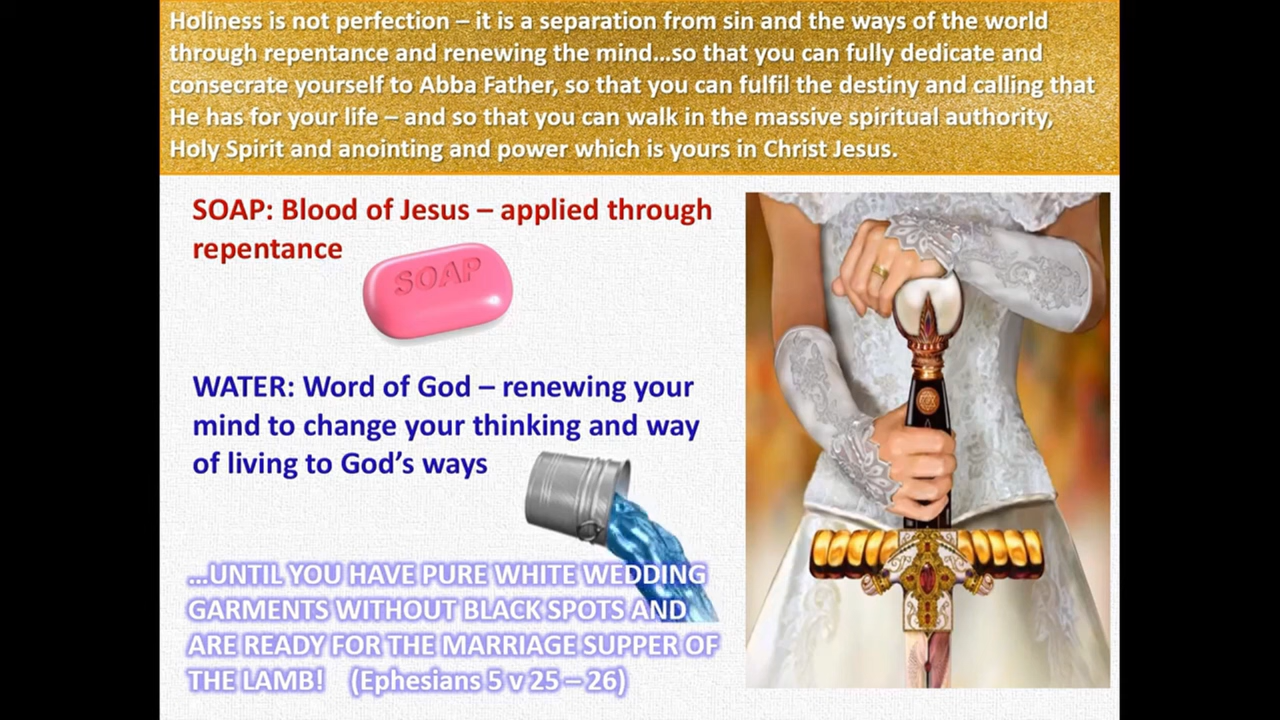 Holiness is not perfection – it is a separation from sin and the ways of the world
through repentance and renewing the mind...so that you can fully dedicate and
consecrate yourself to Abba Father, so that you can fulfil the destiny and calling that
He has for your life – and so that you can walk in the massive spiritual authority,
Holy Spirit and anointing and power which is yours in Christ Jesus.
SOAP: Blood of Jesus – applied through
repentance
SOAP
WATER: Word of God – renewing your
mind to change your thinking and way
of living to God's ways
...UNTIL YOU HAVE PURE WHITE WEDDING
GARMENTS WITHOUT BLACK SPOTS AND
ARE READY FOR THE MARRIAGE SUPPER OF
THE LAMB! (Ephesians 5 v 25 – 26)